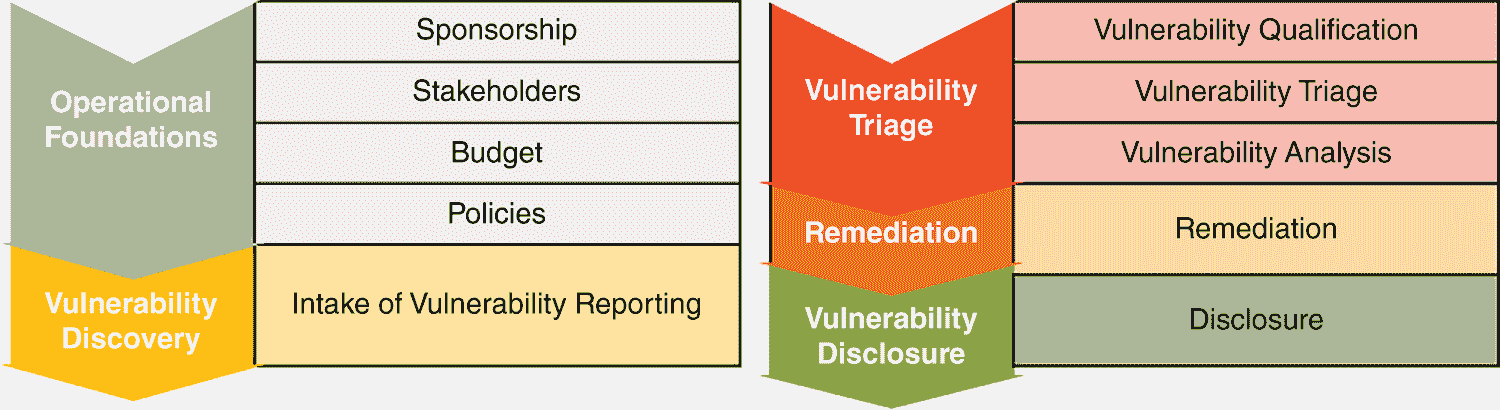 Operational
Foundations
Sponsorship
Stakeholders
Budget
Policies
Vulnerability
Discovery
Intake of Vulnerability Reporting
Vulnerability
Triage
Vulnerability Qualification
Vulnerability Triage
Vulnerability Analysis
Remediation
Remediation
Vulnerability
Disclosure
Disclosure